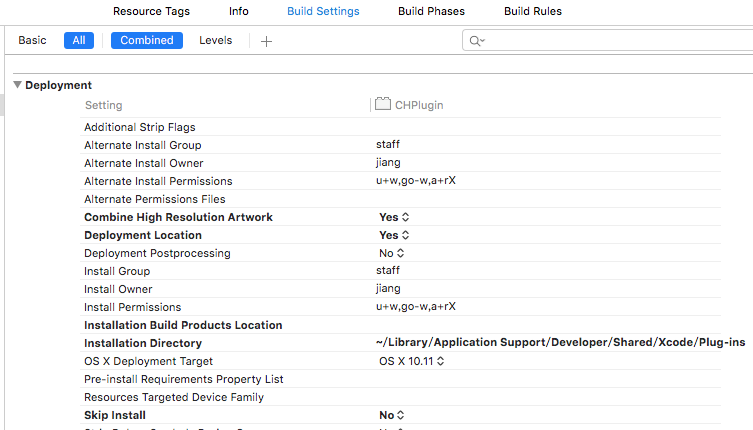 Resource Tags Info Build Settings Build Phases Build Rules
Basic All Combined Levels +
Deployment
Setting CHPlugin
Additional Strip Flags
Alternate Install Group staff
Alternate Install Owner jiang
Alternate Install Permissions u+w,go-w,a+rX
Alternate Permissions Files
Combine High Resolution Artwork Yes
Deployment Location Yes
Deployment Postprocessing No
Install Group staff
Install Owner jiang
Install Permissions u+w,go-w,a+rX
Installation Build Products Location
Installation Directory ~/Library/Application Support/Developer/Shared/Xcode/Plug-ins
OS X Deployment Target OS X 10.11
Pre-install Requirements Property List
Resources Targeted Device Family
Skip Install No